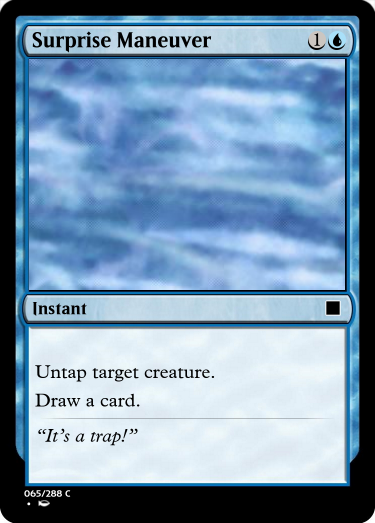 Surprise Maneuver 1
Instant
Untap target creature.
Draw a card.
“It’s a trap!”
065/288 C